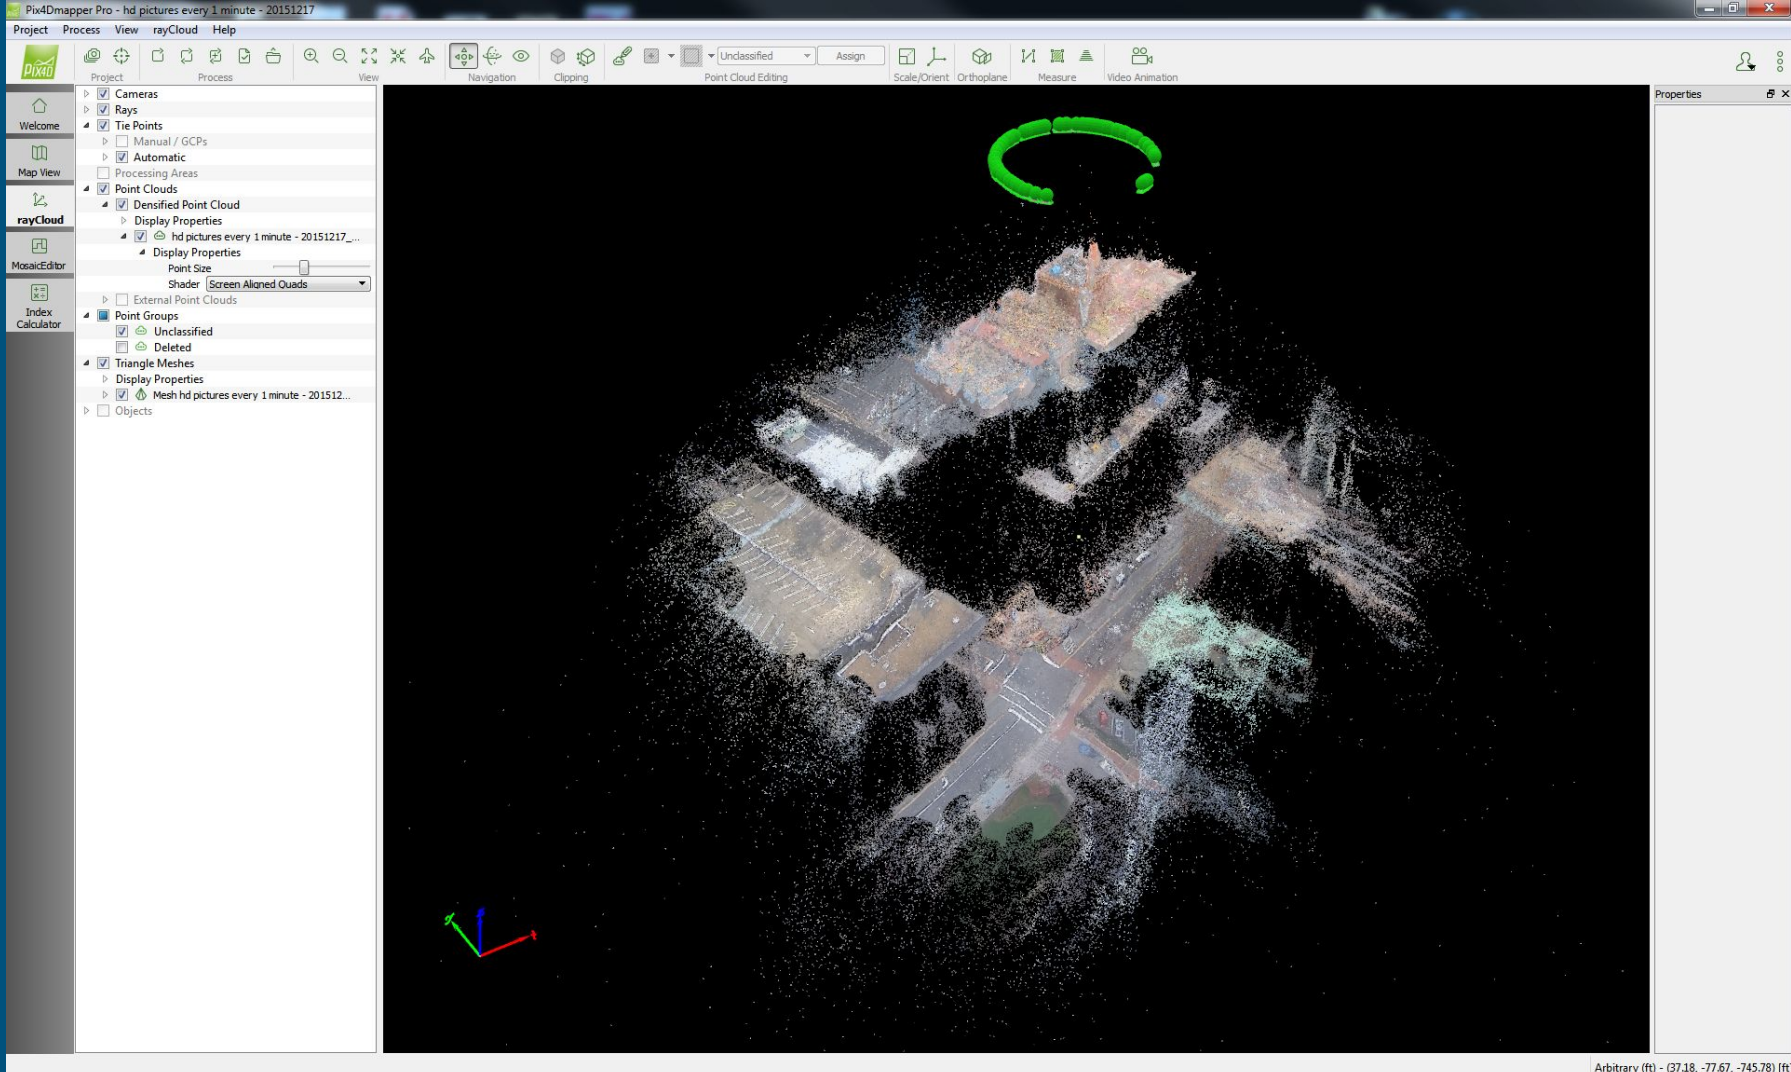 Pix4Dmapper Pro - hd pictures every 1 minute - 20151217
Project Process View rayCloud Help
PIX4D
Unclassified Assign
Project Process View Navigation Clipping Point Cloud Editing Scale/Orient Orthoplane Measure Video Animation
Welcome
Map View
rayCloud
MosaicEditor
Index
Calculator
Cameras
Rays
Tie Points
Manual / GCPs
Automatic
Processing Areas
Point Clouds
Densified Point Cloud
Display Properties
hd pictures every 1 minute - 20151217_...
Display Properties
Point Size
Shader Screen Aligned Quads
External Point Clouds
Point Groups
Unclassified
Deleted
Triangle Meshes
Display Properties
Mesh hd pictures every 1 minute - 201512...
Objects
Properties
Arbitrary (ft) - (37.18, -77.67, -745.78) [ft]